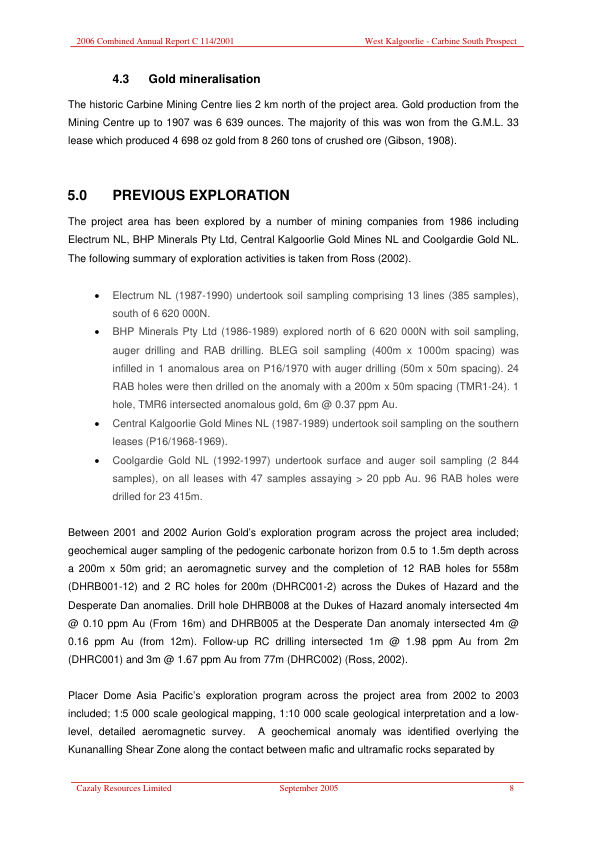 2006 Combined Annual Report C 114/2001 West Kalgoorlie - Carbine South Prospect
4.3 Gold mineralisation
The historic Carbine Mining Centre lies 2 km north of the project area. Gold production from the
Mining Centre up to 1907 was 6 639 ounces. The majority of this was won from the G.M.L. 33
lease which produced 4 698 oz gold from 8 260 tons of crushed ore (Gibson, 1908).
5.0 PREVIOUS EXPLORATION
The project area has been explored by a number of mining companies from 1986 including
Electrum NL, BHP Minerals Pty Ltd, Central Kalgoorlie Gold Mines NL and Coolgardie Gold NL.
The following summary of exploration activities is taken from Ross (2002).
• Electrum NL (1987-1990) undertook soil sampling comprising 13 lines (385 samples),
south of 6 620 000N.
• BHP Minerals Pty Ltd (1986-1989) explored north of 6 620 000N with soil sampling,
auger drilling and RAB drilling. BLEG soil sampling (400m x 1000m spacing) was
infilled in 1 anomalous area on P16/1970 with auger drilling (50m x 50m spacing). 24
RAB holes were then drilled on the anomaly with a 200m x 50m spacing (TMR1-24). 1
hole, TMR6 intersected anomalous gold, 6m @ 0.37 ppm Au.
• Central Kalgoorlie Gold Mines NL (1987-1989) undertook soil sampling on the southern
leases (P16/1968-1969).
• Coolgardie Gold NL (1992-1997) undertook surface and auger soil sampling (2 844
samples), on all leases with 47 samples assaying > 20 ppb Au. 96 RAB holes were
drilled for 23 415m.
Between 2001 and 2002 Aurion Gold's exploration program across the project area included;
geochemical auger sampling of the pedogenic carbonate horizon from 0.5 to 1.5m depth across
a 200m x 50m grid; an aeromagnetic survey and the completion of 12 RAB holes for 558m
(DHRB001-12) and 2 RC holes for 200m (DHRC001-2) across the Dukes of Hazard and the
Desperate Dan anomalies. Drill hole DHRB008 at the Dukes of Hazard anomaly intersected 4m
@ 0.10 ppm Au (From 16m) and DHRB005 at the Desperate Dan anomaly intersected 4m @
0.16 ppm Au (from 12m). Follow-up RC drilling intersected 1m @ 1.98 ppm Au from 2m
(DHRC001) and 3m @ 1.67 ppm Au from 77m (DHRC002) (Ross, 2002).
Placer Dome Asia Pacific's exploration program across the project area from 2002 to 2003
included; 1:5 000 scale geological mapping, 1:10 000 scale geological interpretation and a low-
level, detailed aeromagnetic survey. A geochemical anomaly was identified overlying the
Kunanalling Shear Zone along the contact between mafic and ultramafic rocks separated by
Cazaly Resources Limited September 2005 8